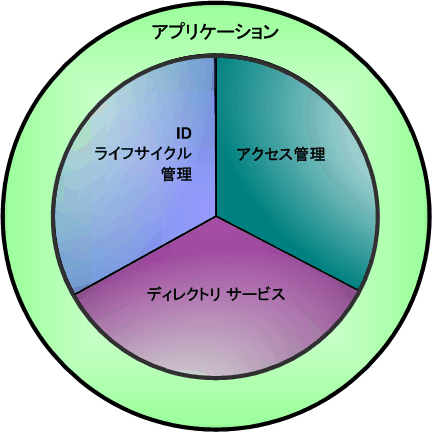 アプリケーション
ID
ライフサイクル
管理
アクセス管理
ディレクトリ サービス